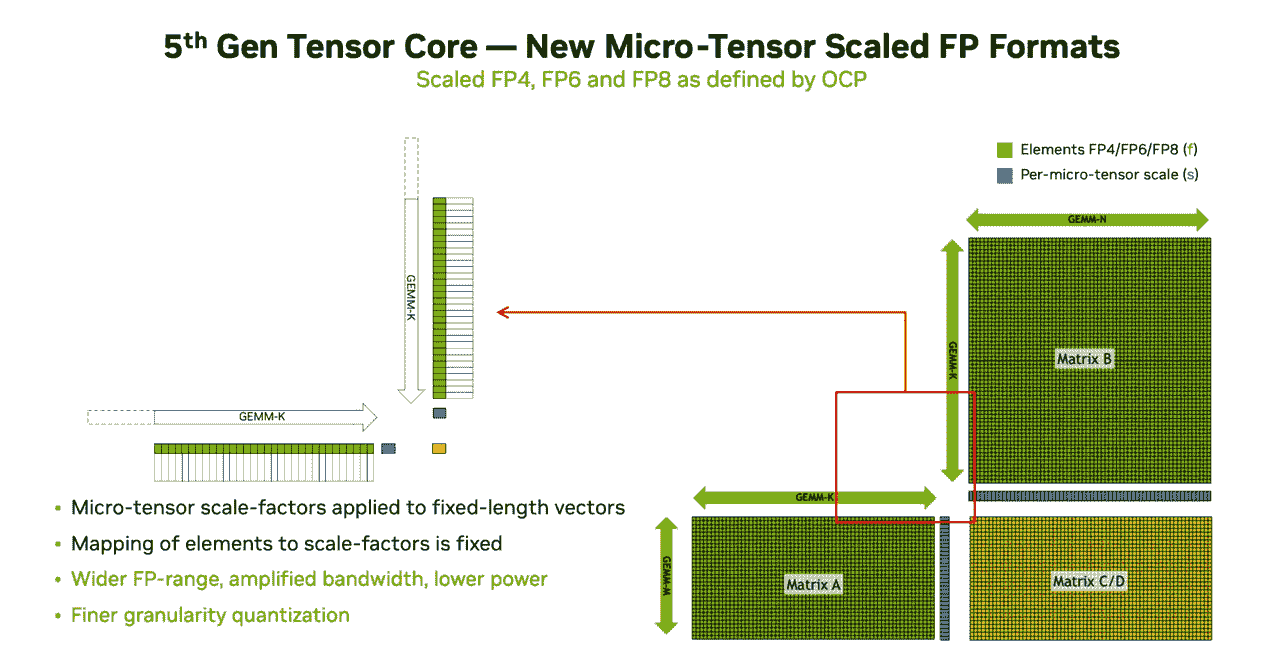 5th Gen Tensor Core — New Micro-Tensor Scaled FP Formats
Scaled FP4, FP6 and FP8 as defined by OCP
Elements FP4/FP6/FP8 (f)
Per-micro-tensor scale (s)
GEMM-N
GEMM-K
GEMM-K
Matrix B
GEMM-K
GEMM-K
GEMM-M
Matrix A
Matrix C/D
• Micro-tensor scale-factors applied to fixed-length vectors
• Mapping of elements to scale-factors is fixed
• Wider FP-range, amplified bandwidth, lower power
• Finer granularity quantization